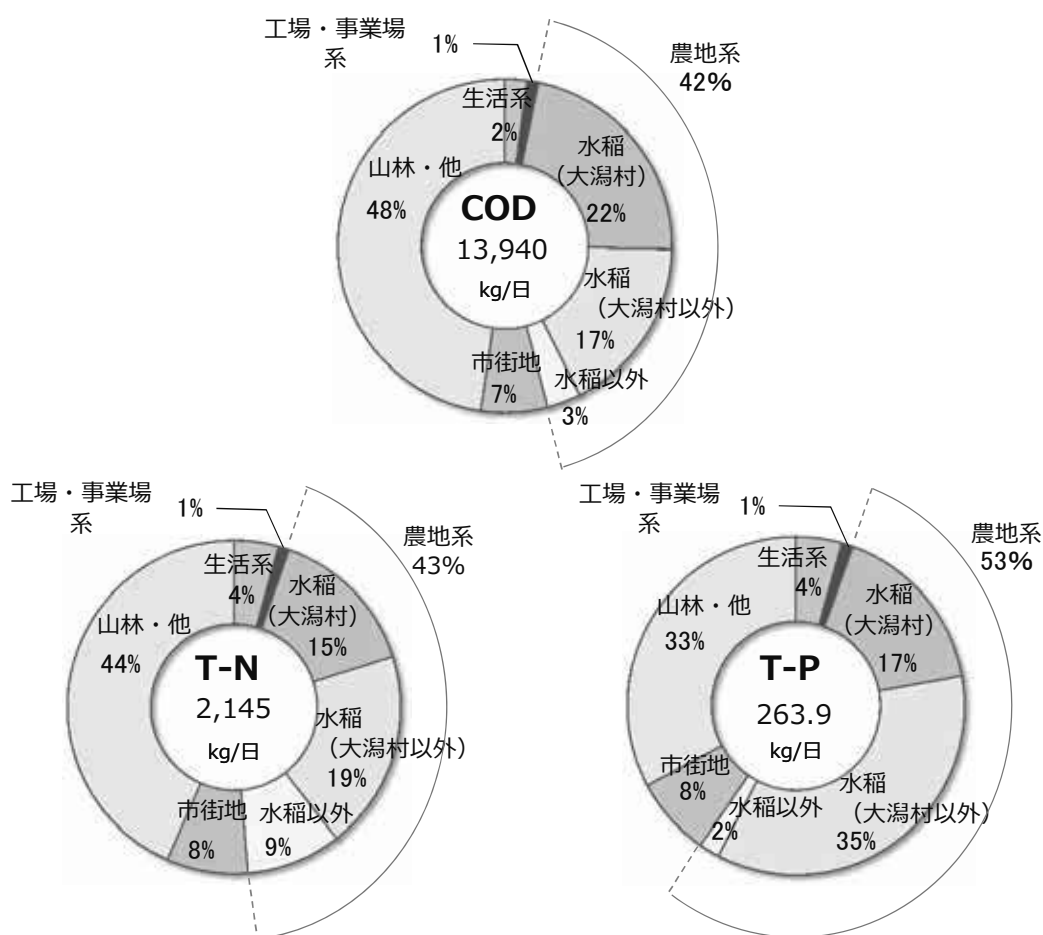 工場・事業場
系
1%
農地系
42%
生活系
2%
水稲
（大潟村）
22%
山林・他
48%
COD
13,940
kg/日
水稲
（大潟村以外）
17%
市街地
7%
水稲以外
3%
工場・事業場
系
1%
農地系
43%
生活系
4%
水稲
（大潟村）
15%
山林・他
44%
T-N
2,145
kg/日
水稲
（大潟村以外）
19%
市街地
8%
水稲以外
9%
工場・事業場
系
1%
農地系
53%
生活系
4%
水稲
（大潟村）
17%
山林・他
33%
T-P
263.9
kg/日
市街地
8%
水稲以外
2%
水稲
（大潟村以外）
35%